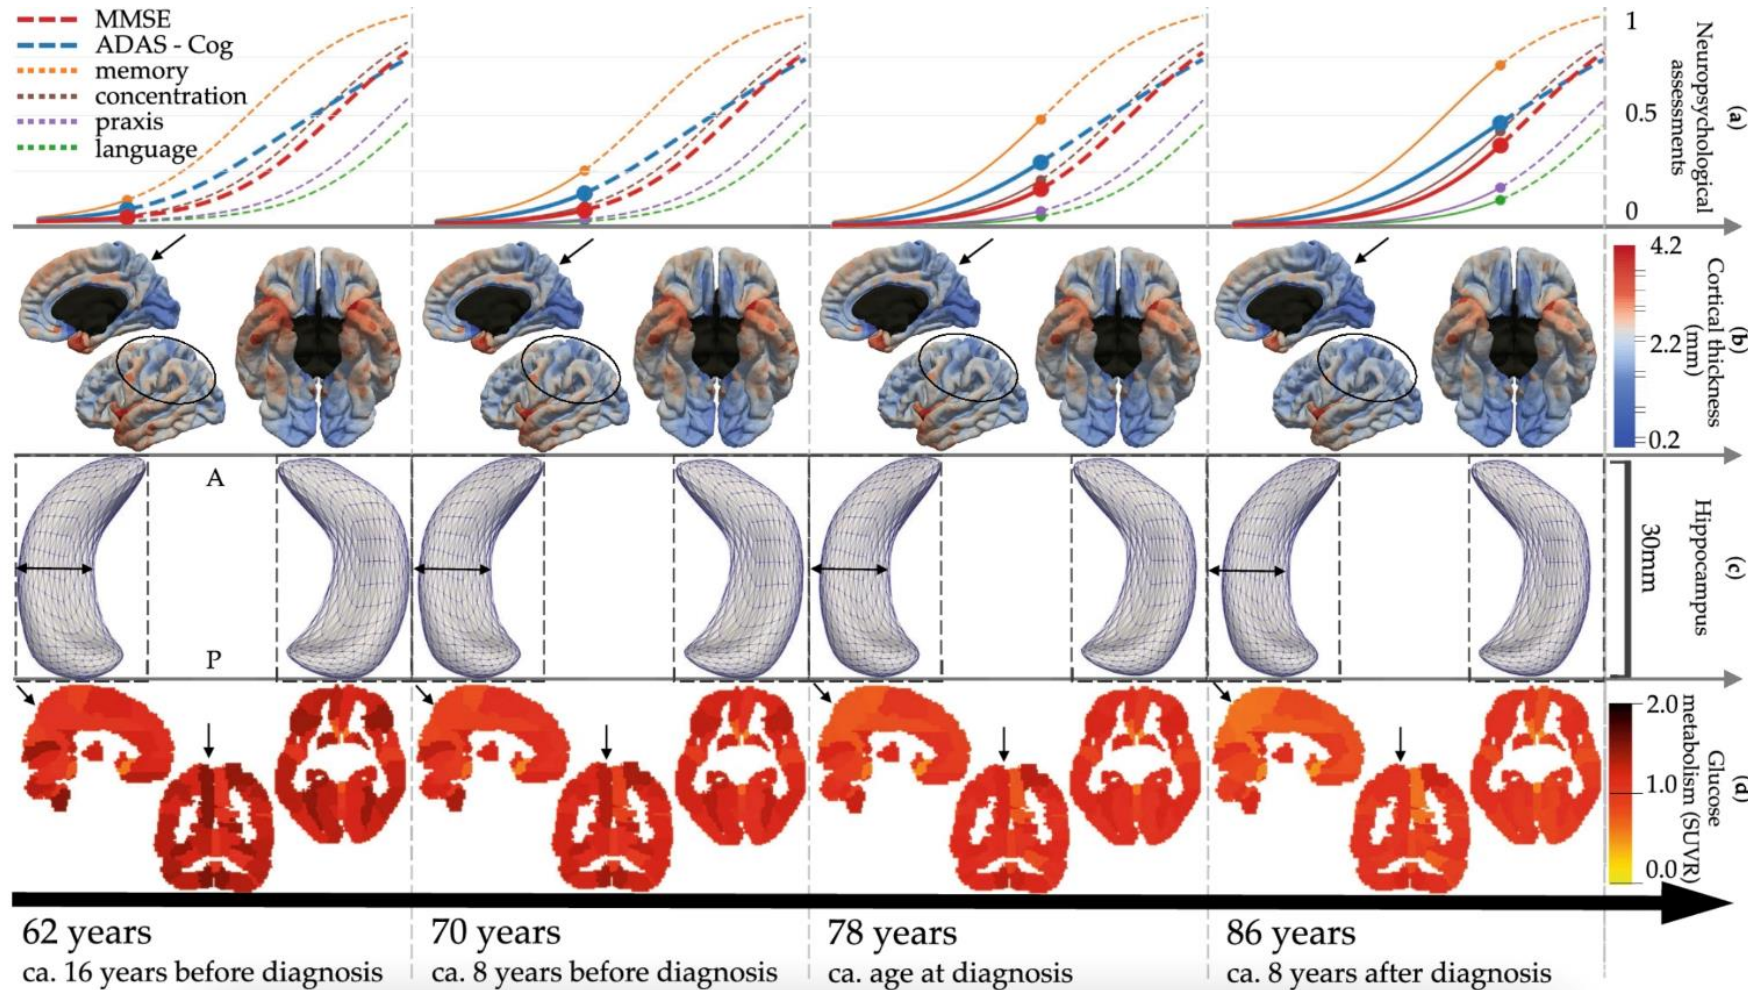 MMSE
ADAS - Cog
memory
concentration
praxis
language
1
0.5
0
Neuropsychological
assessments
(a)
4.2
2.2
0.2
Cortical thickness
(mm)
(b)
A
P
30mm
Hippocampus
(c)
2.0
1.0
0.0
Glucose
metabolism (SUVR)
(d)
62 years
ca. 16 years before diagnosis
70 years
ca. 8 years before diagnosis
78 years
ca. age at diagnosis
86 years
ca. 8 years after diagnosis